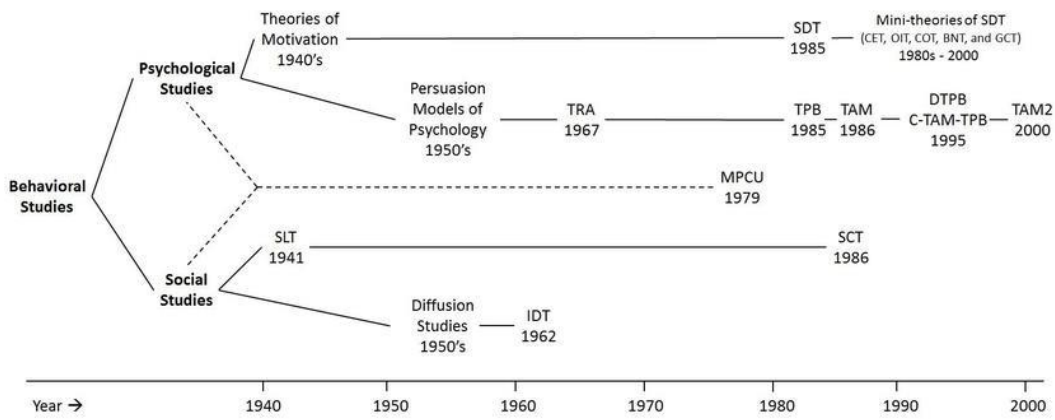 Theories of
Motivation
1940's
SDT
1985
Mini-theories of SDT
(CET, OIT, COT, BNT, and GCT)
1980s - 2000
Psychological
Studies
Persuasion
Models of
Psychology
1950's
TRA
1967
TPB
1985
TAM
1986
DTPB
C-TAM-TPB
1995
TAM2
2000
Behavioral
Studies
MPCU
1979
SLT
1941
SCT
1986
Social
Studies
Diffusion
Studies
1950's
IDT
1962
Year → 1940 1950 1960 1970 1980 1990 2000